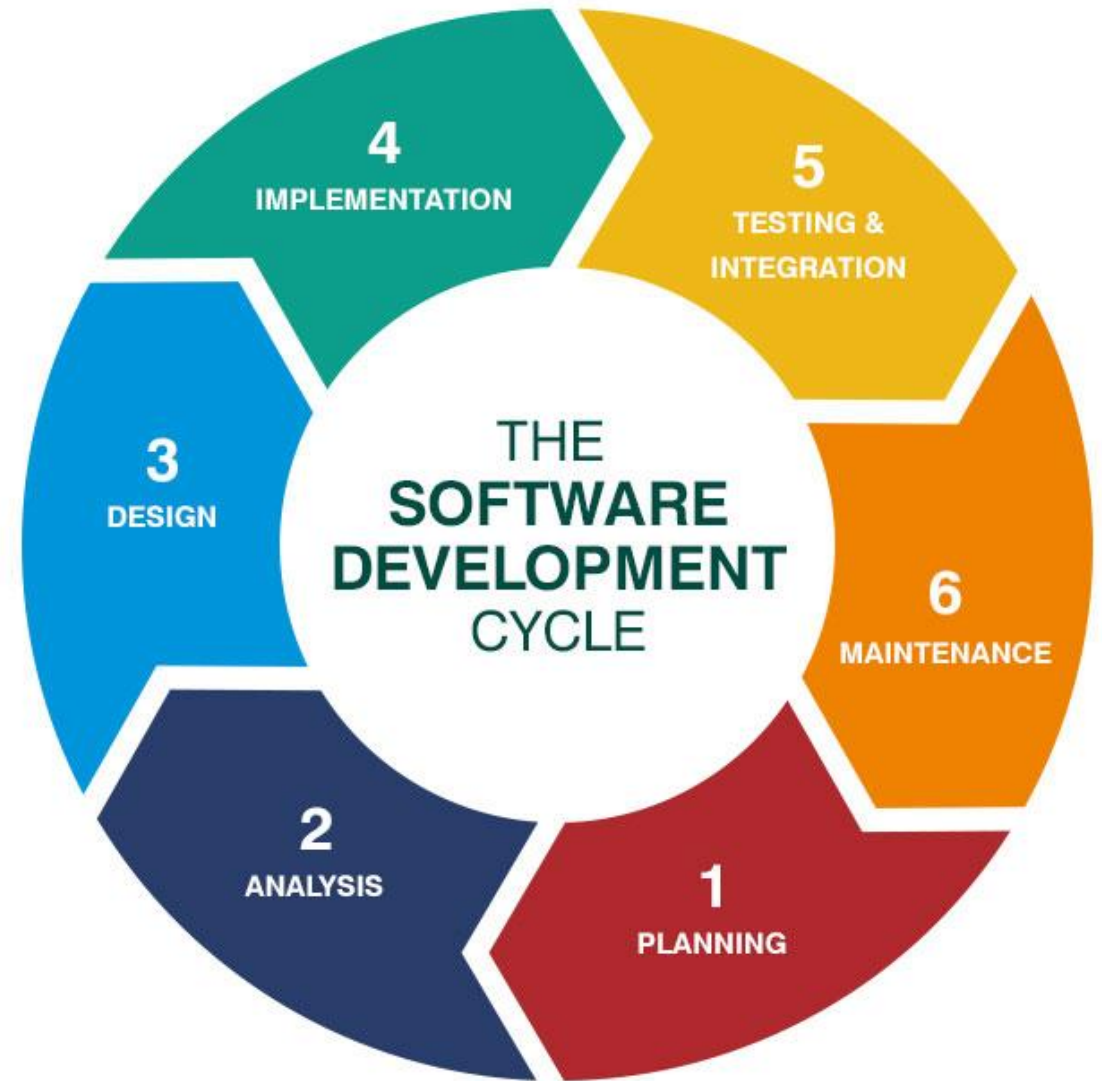 THE
SOFTWARE
DEVELOPMENT
CYCLE
1
PLANNING
2
ANALYSIS
3
DESIGN
4
IMPLEMENTATION
5
TESTING &
INTEGRATION
6
MAINTENANCE